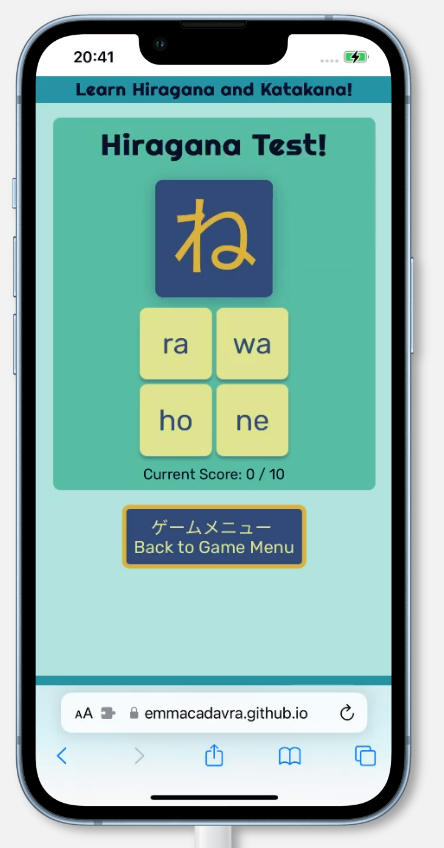 20:41
Learn Hiragana and Katakana!
Hiragana Test!
ね
ra wa
ho ne
Current Score: 0 / 10
ゲームメニュー
Back to Game Menu
AA emmacadavra.github.io